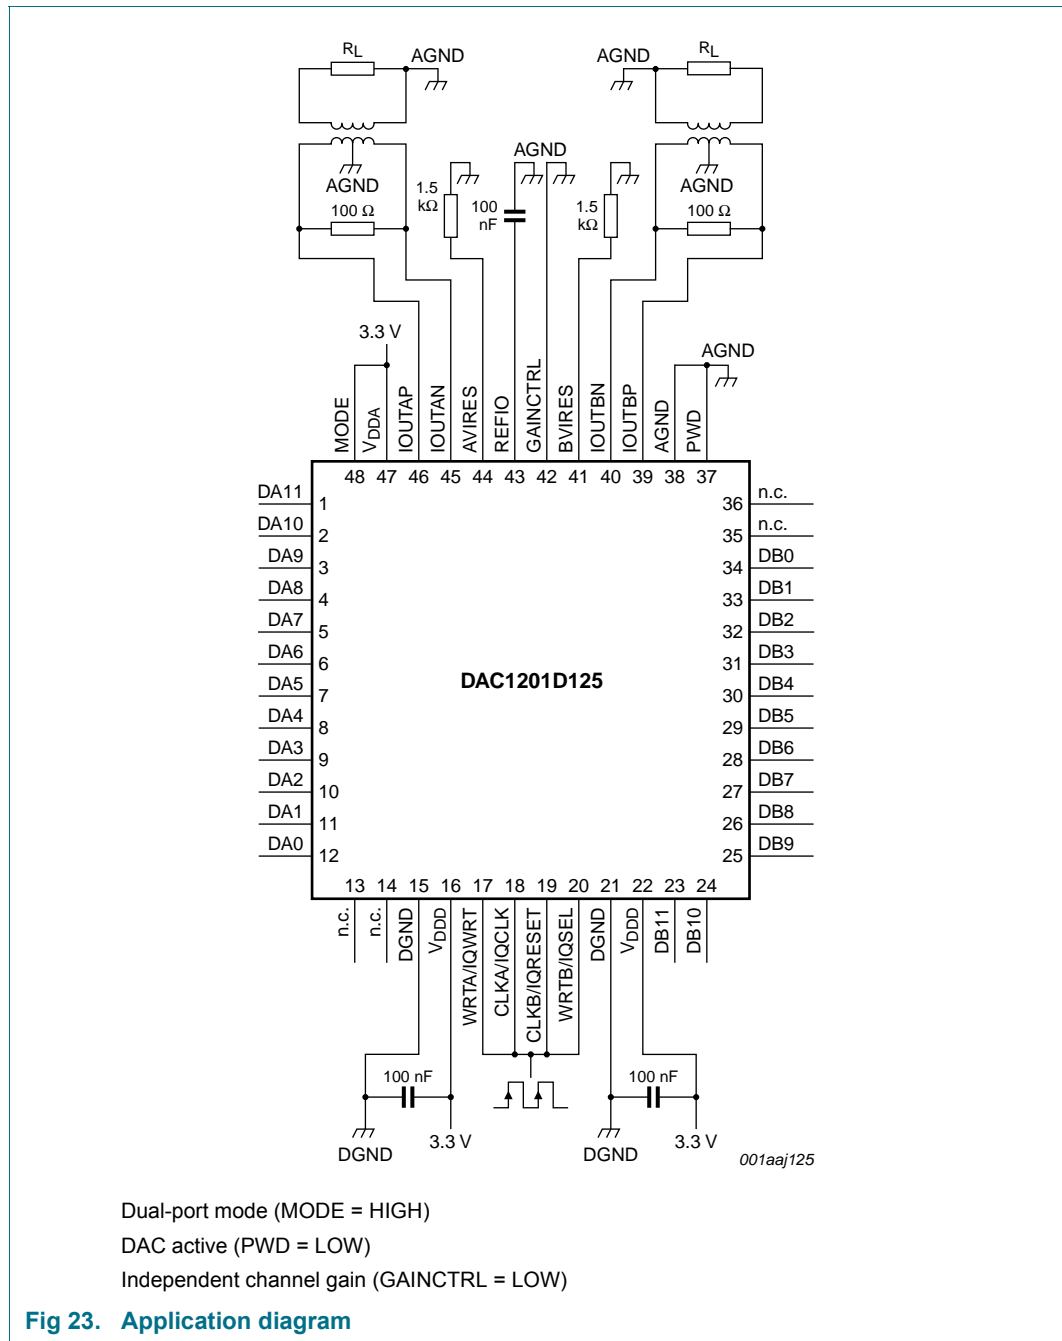 RL
AGND
AGND
RL
AGND
AGND
AGND
100 Ω
1.5
kΩ
100
nF
1.5
kΩ
100 Ω
3.3 V
AGND
MODE
VDDA
IOUTAP
IOUTAN
AVIRES
REFIO
GAINCTRL
BVIRES
IOUTBN
IOUTBP
AGND
PWD
48 47 46 45 44 43 42 41 40 39 38 37
DA11 1
DA10 2
DA9 3
DA8 4
DA7 5
DA6 6
DA5 7
DA4 8
DA3 9
DA2 10
DA1 11
DA0 12
DAC1201D125
36 n.c.
35 n.c.
34 DB0
33 DB1
32 DB2
31 DB3
30 DB4
29 DB5
28 DB6
27 DB7
26 DB8
25 DB9
13 14 15 16 17 18 19 20 21 22 23 24
n.c.
n.c.
DGND
VDDD
WRTA/IQWRT
CLKA/IQCLK
CLKB/IQRESET
WRTB/IQSEL
DGND
VDDD
DB11
DB10
100 nF
100 nF
DGND
3.3 V
DGND
3.3 V
001aaj125
Dual-port mode (MODE = HIGH)
DAC active (PWD = LOW)
Independent channel gain (GAINCTRL = LOW)
Fig 23. Application diagram